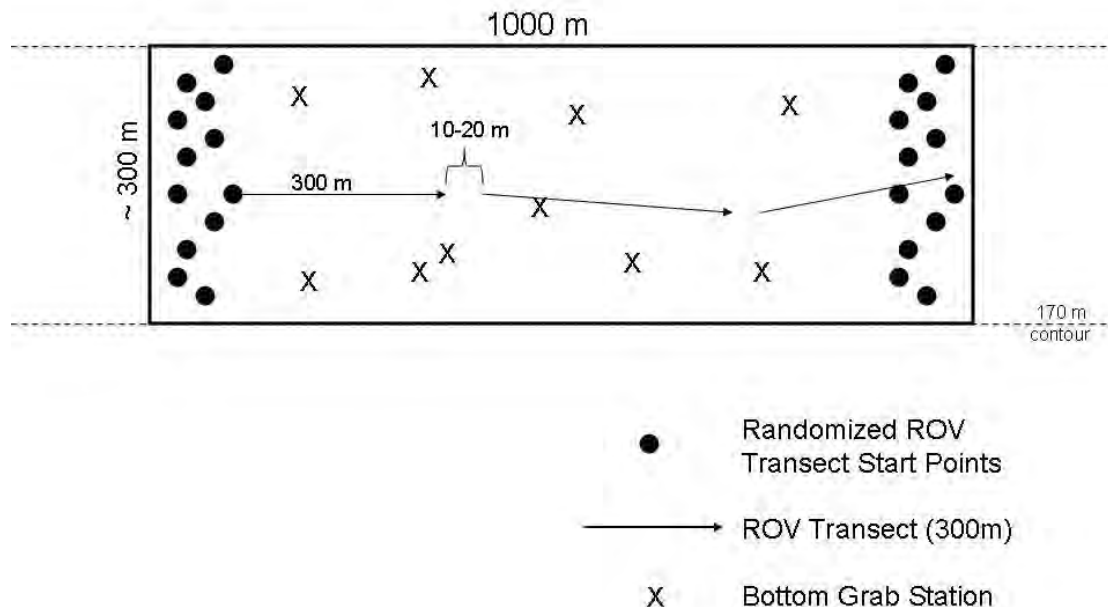 1000 m
~ 300 m
10-20 m
300 m
X
X
X
X
X
X
X
X
X
X
170 m
contour
Randomized ROV
Transect Start Points
ROV Transect (300m)
X Bottom Grab Station